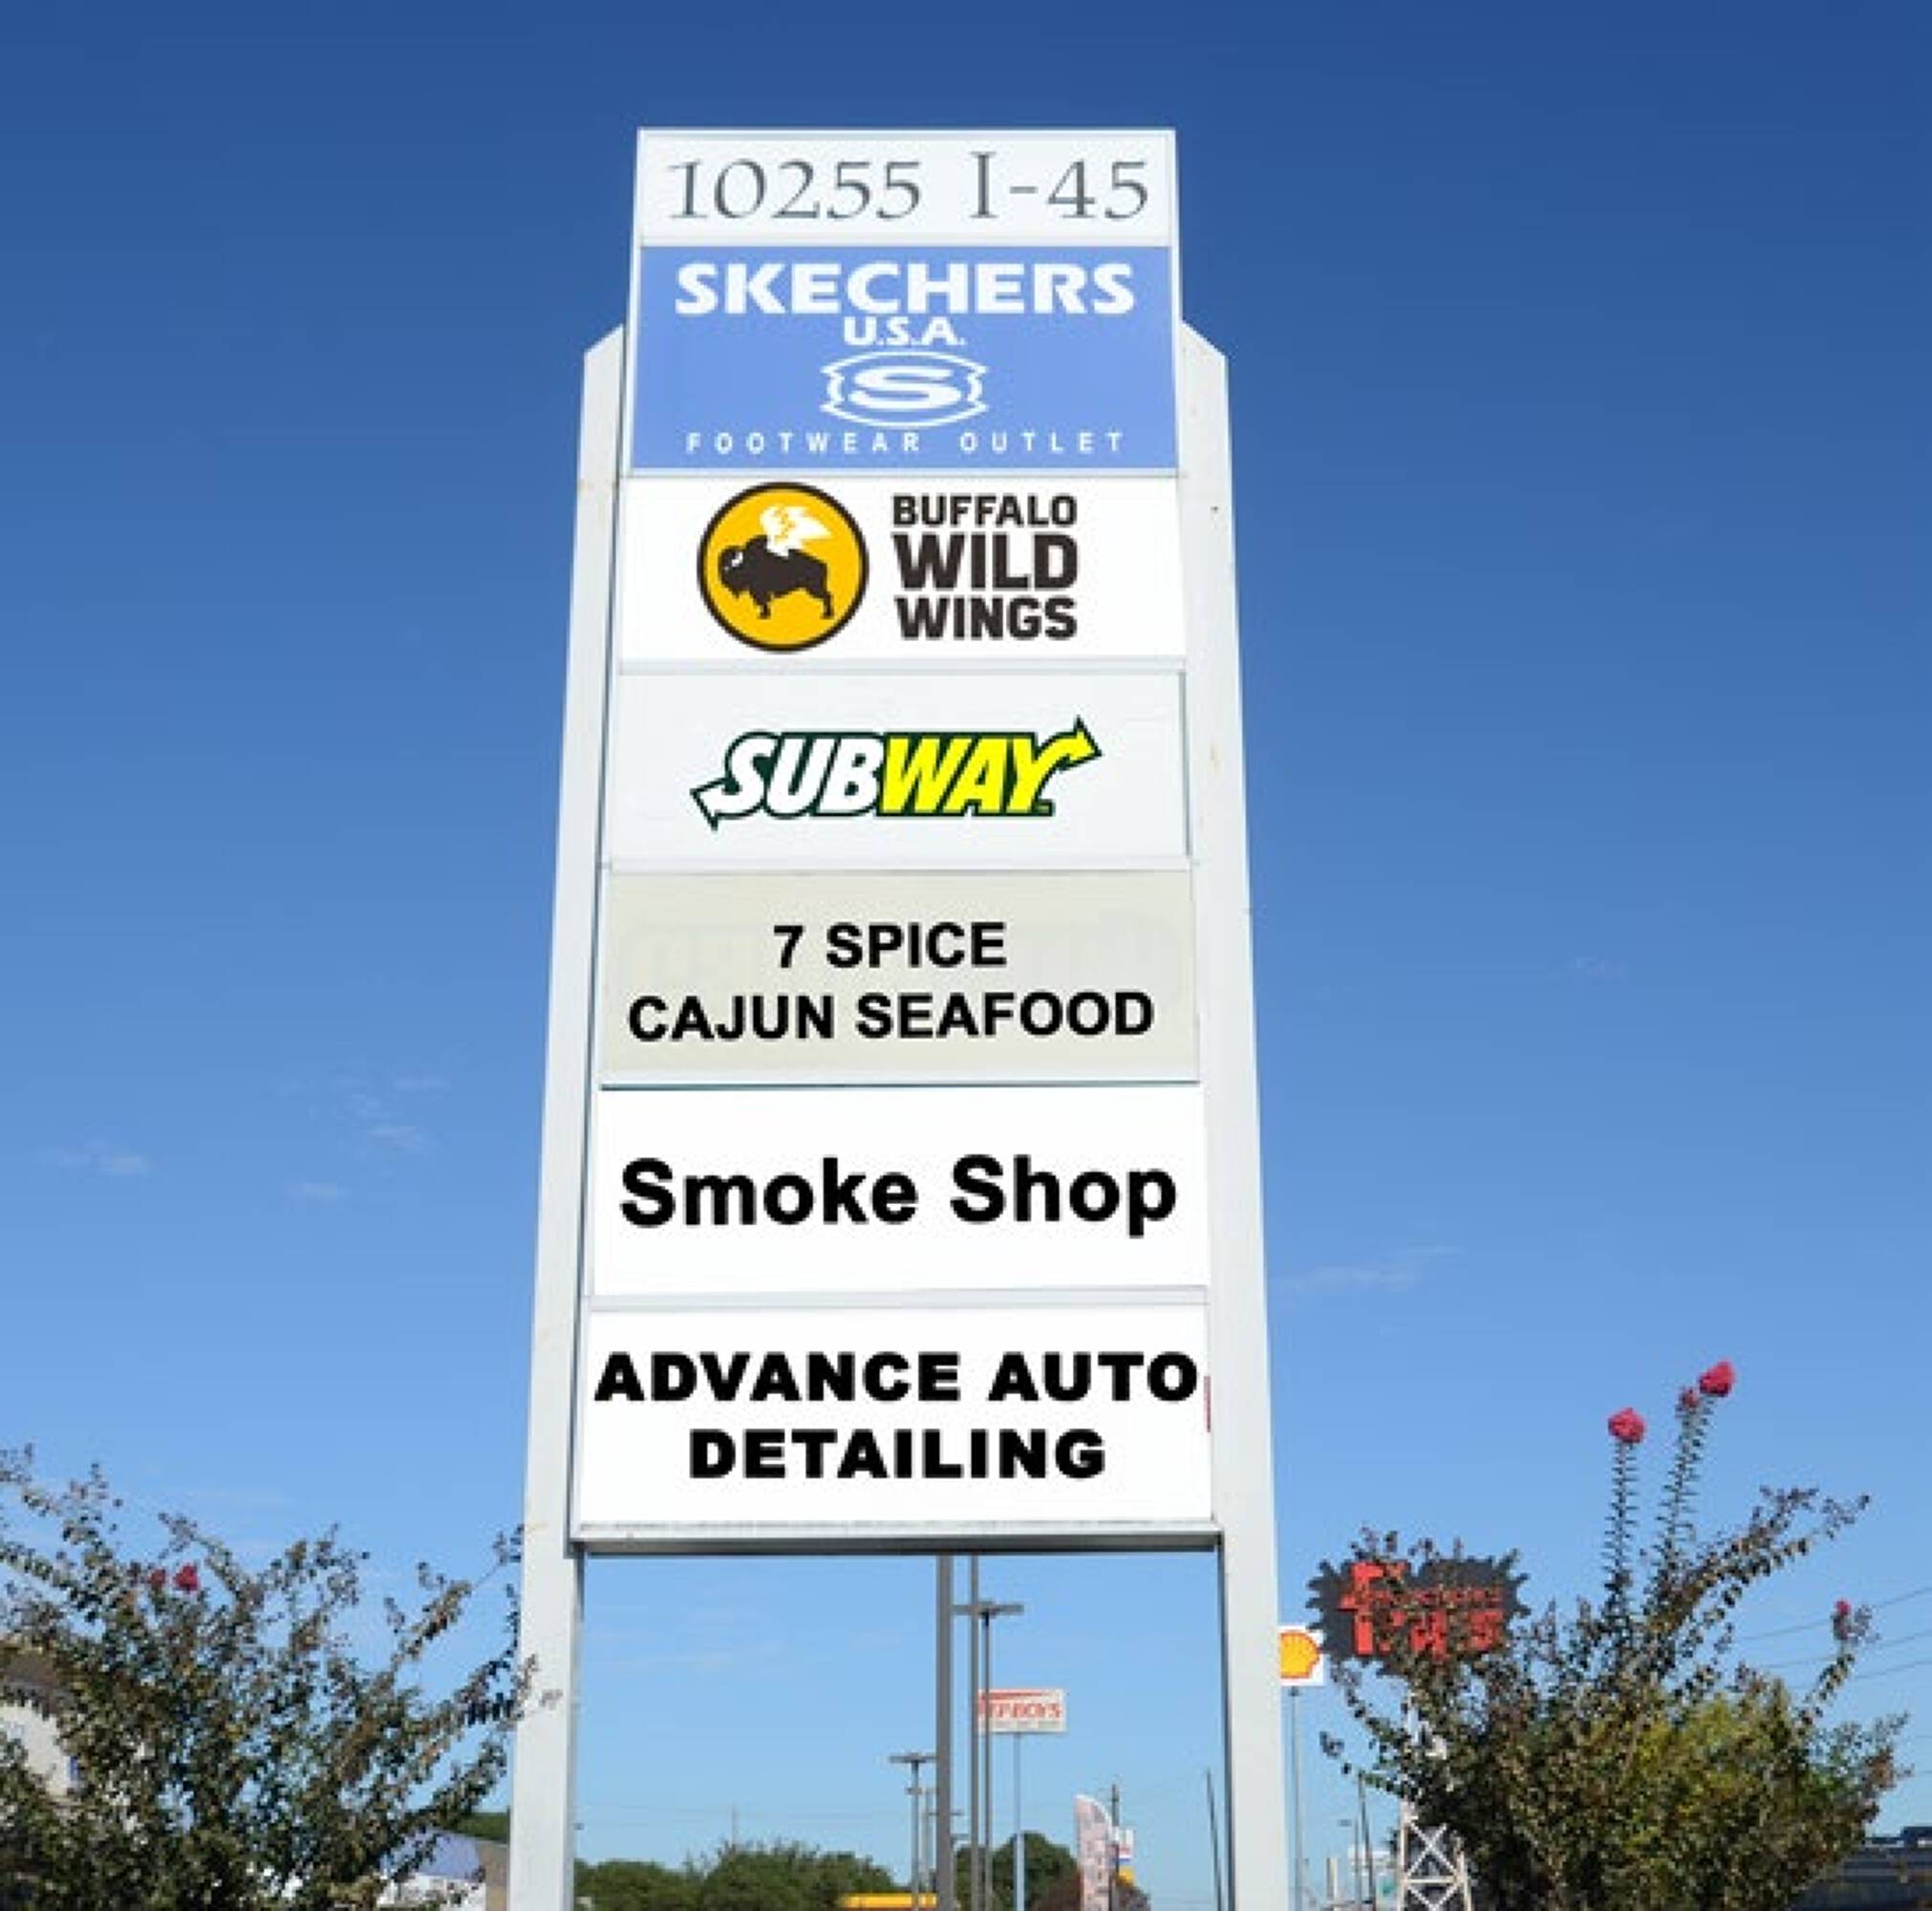 10255 I-45
SKECHERS
U.S.A.
S
FOOTWEAR OUTLET
BUFFALO
WILD
WINGS
SUBWAY
7 SPICE
CAJUN SEAFOOD
Smoke Shop
ADVANCE AUTO
DETAILING